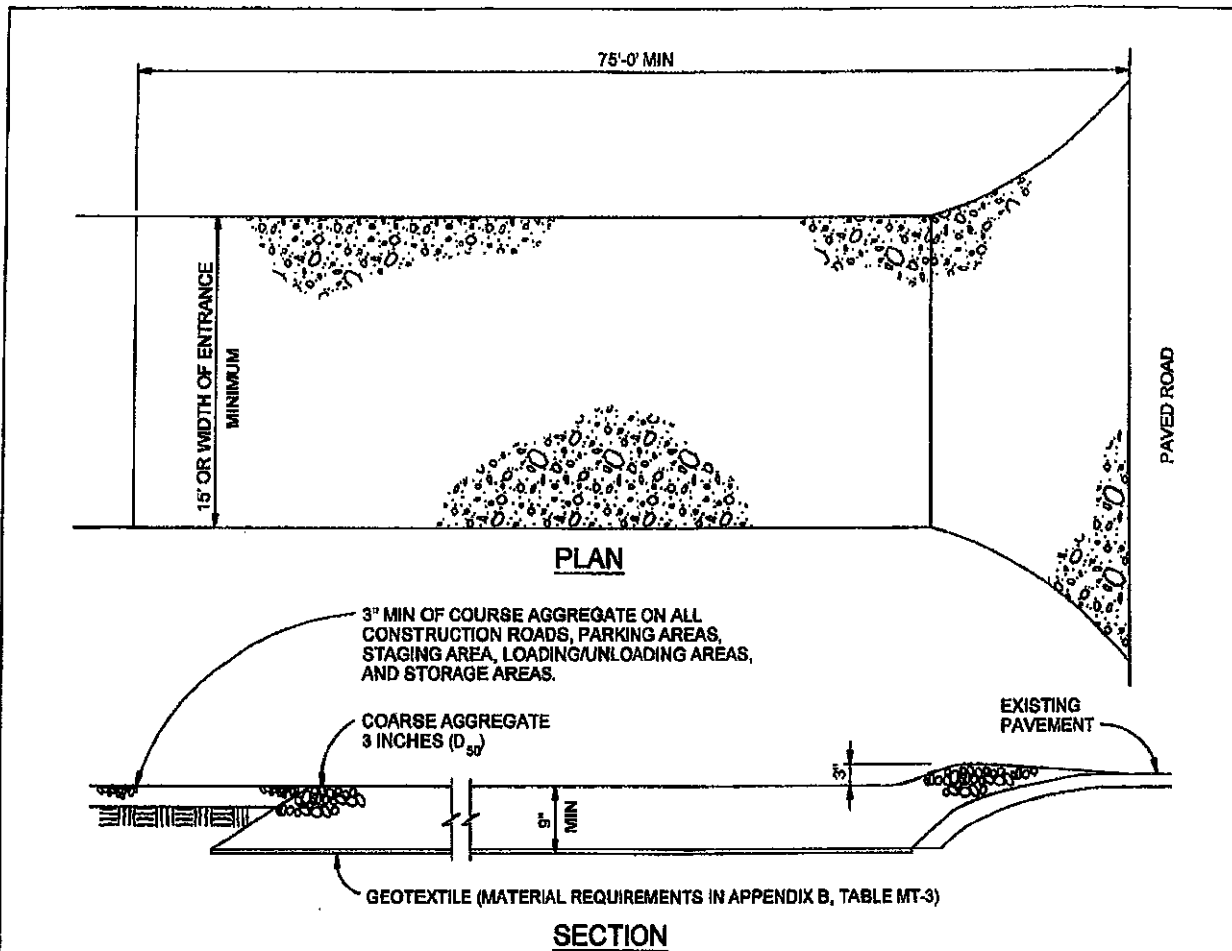 75'-0' MIN
15' OR WIDTH OF ENTRANCE
MINIMUM
PAVED ROAD
PLAN
3" MIN OF COURSE AGGREGATE ON ALL
CONSTRUCTION ROADS, PARKING AREAS,
STAGING AREA, LOADING/UNLOADING AREAS,
AND STORAGE AREAS.
COARSE AGGREGATE
3 INCHES (D50)
EXISTING
PAVEMENT
3"
9"
MIN
GEOTEXTILE (MATERIAL REQUIREMENTS IN APPENDIX B, TABLE MT-3)
SECTION